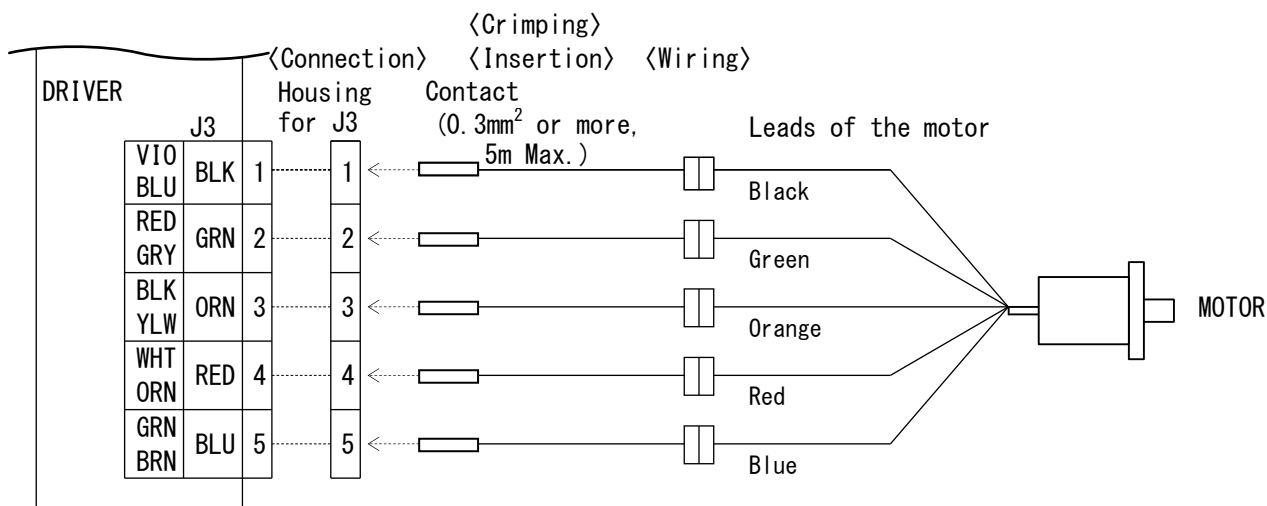 〈Crimping〉
〈Connection〉 〈Insertion〉 〈Wiring〉
DRIVER Housing Contact
J3 for J3 (0.3mm² or more, Leads of the motor
5m Max.)
VIO
BLU BLK 1 1 Black
RED
GRY GRN 2 2 Green
BLK
YLW ORN 3 3 Orange MOTOR
WHT
ORN RED 4 4 Red
GRN
BRN BLU 5 5 Blue